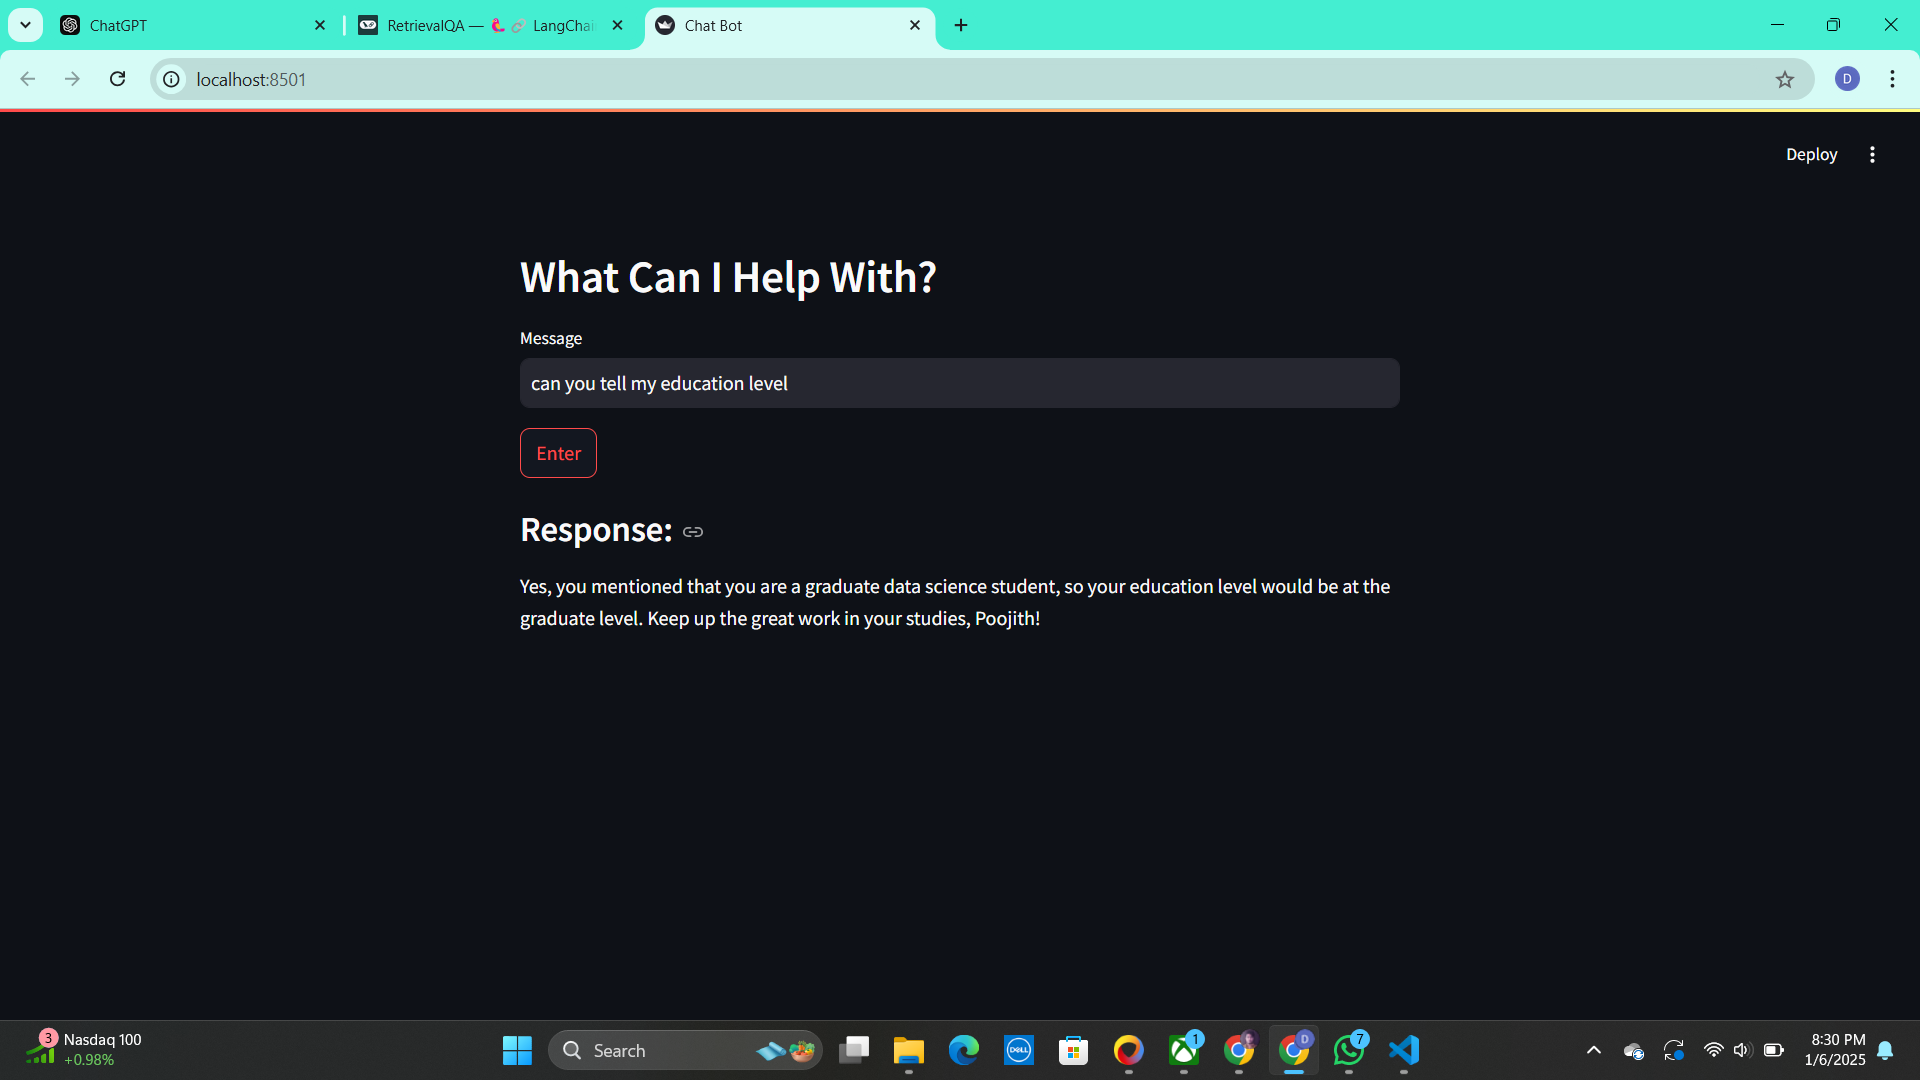 ChatGPT
RetrievalQA — 🦜🔗 LangChai
Chat Bot
localhost:8501
D
Deploy
What Can I Help With?
Message
can you tell my education level
Enter
Response:
Yes, you mentioned that you are a graduate data science student, so your education level would be at the
graduate level. Keep up the great work in your studies, Poojith!
3
Nasdaq 100
+0.98%
Search
DELL
1
D
7
8:30 PM
1/6/2025